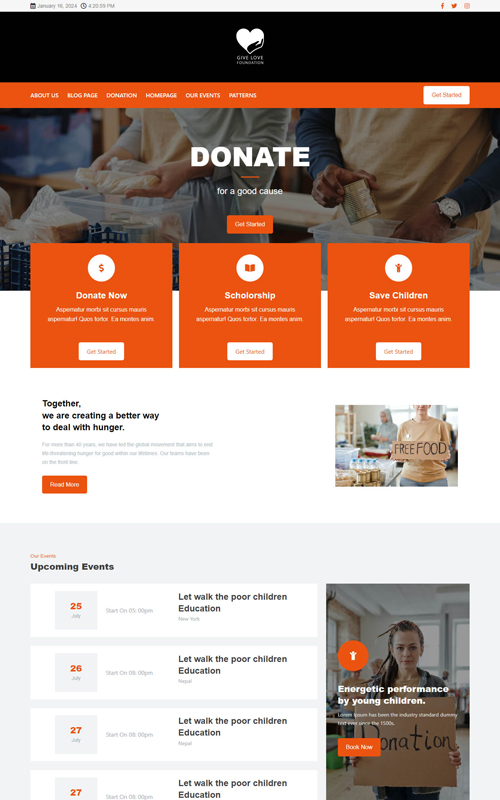 January 16, 2024 4:20:59 PM
GIVE LOVE
FOUNDATION
ABOUT US BLOG PAGE DONATION HOMEPAGE OUR EVENTS PATTERNS
Get Started
DONATE
for a good cause
Get Started
Donate Now
Aspernatur morbi sit cursus mauris
aspernatur! Quos tortor. Ea montes anim.
Get Started
Scholorship
Aspernatur morbi sit cursus mauris
aspernatur! Quos tortor. Ea montes anim.
Get Started
Save Children
Aspernatur morbi sit cursus mauris
aspernatur! Quos tortor. Ea montes anim.
Get Started
Together,
we are creating a better way
to deal with hunger.
For more than 40 years, we have led the global movement that aims to end
life-threatening hunger for good within our lifetimes. Our teams have been
on the front line
Read More
FREE FOOD
Our Events
Upcoming Events
25
July
Start On 05: 00pm
Let walk the poor children
Education
New York
26
July
Start On 08: 00pm
Let walk the poor children
Education
Nepal
27
July
Start On 08: 00pm
Let walk the poor children
Education
Nepal
27
Start On 08: 00pm
Let walk the poor children
Education
Energetic performance
by young children.
Lorem Ipsum has been the industry standard dummy
text ever since the 1500s.
Book Now
Donation